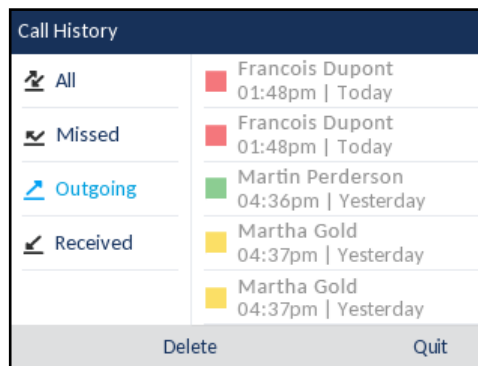 Call History
All
Missed
Outgoing
Received
Francois Dupont
01:48pm | Today
Francois Dupont
01:48pm | Today
Martin Perderson
04:36pm | Yesterday
Martha Gold
04:37pm | Yesterday
Martha Gold
04:37pm | Yesterday
Delete
Quit